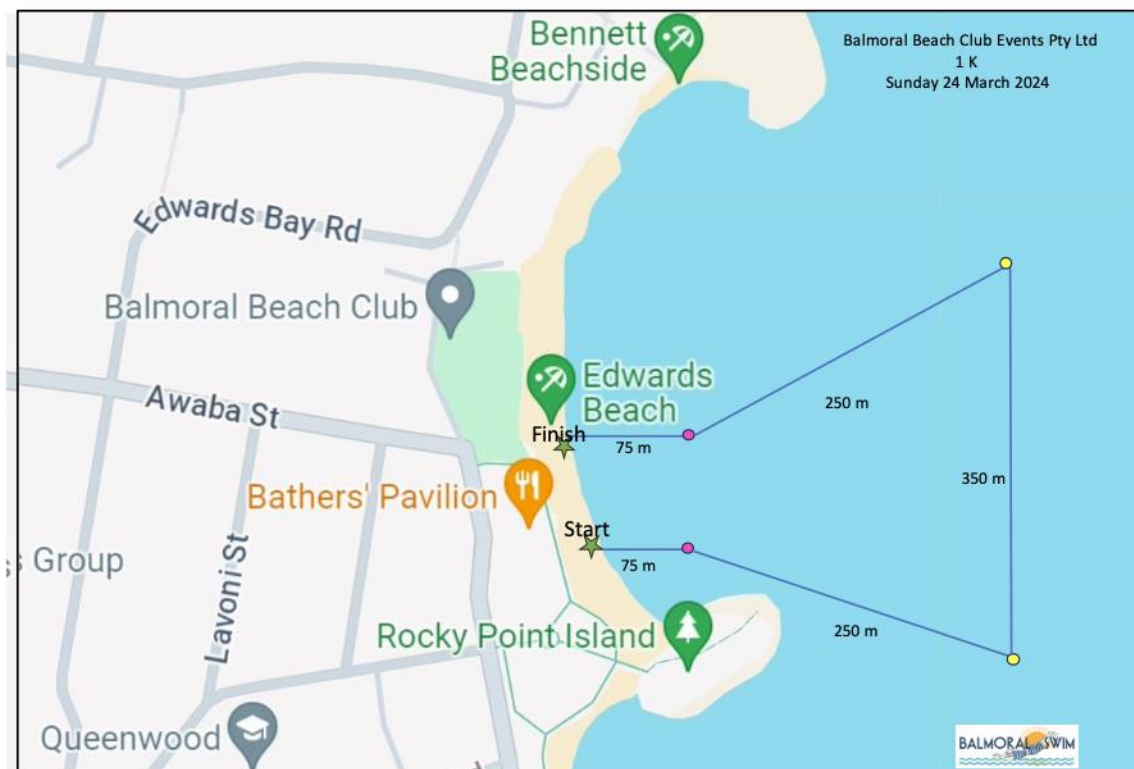 Bennett
Beachside
Balmoral Beach Club Events Pty Ltd
1 K
Sunday 24 March 2024
Edwards Bay Rd
Balmoral Beach Club
Awaba St
Edwards
Beach
250 m
Finish
75 m
350 m
Bathers' Pavilion
Start
Group
75 m
Lavoni St
Rocky Point Island
250 m
Queenwood
BALMORAL SWIM